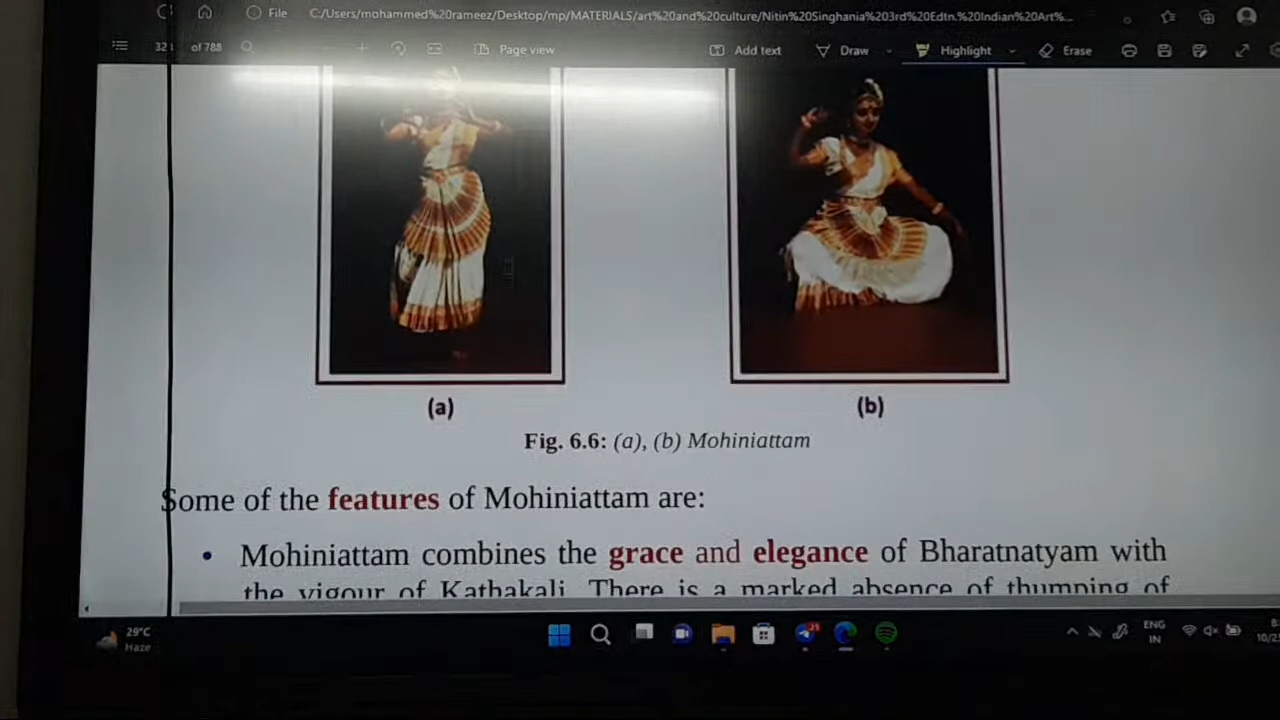 File
C:/Users/mohammed%20rameez/Desktop/mp/MATERIALS/art%20and%20culture/Nitin%20Singhania%203rd%20Edtn.%20Indian%20Art%...
of 788
Page view
Add text
Draw
Highlight
Erase
(a)
(b)
Fig. 6.6: (a), (b) Mohiniattam
Some of the features of Mohiniattam are:
• Mohiniattam combines the grace and elegance of Bharatnatyam with
the vigour of Kathakali. There is a marked absence of thumping of
29°C
Haze
ENG
IN